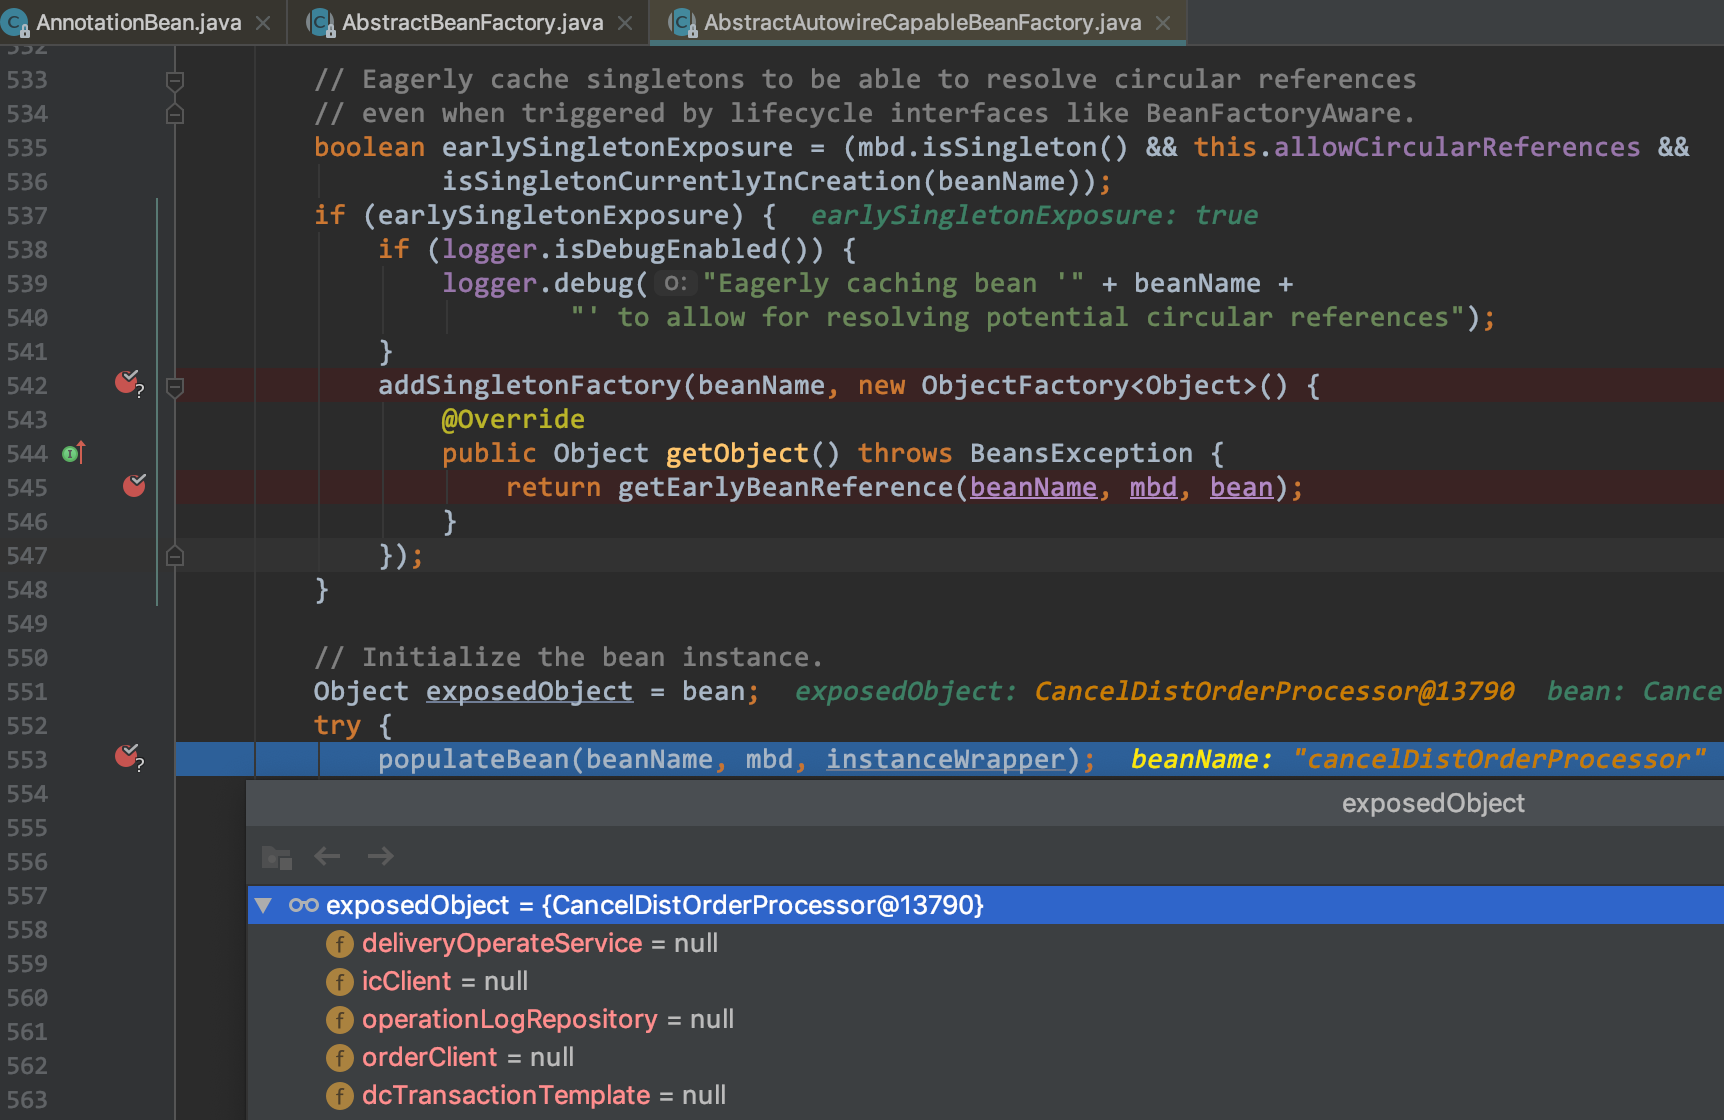 AnnotationBean.java AbstractBeanFactory.java AbstractAutowireCapableBeanFactory.java
532
533 // Eagerly cache singletons to be able to resolve circular references
534 // even when triggered by lifecycle interfaces like BeanFactoryAware.
535 boolean earlySingletonExposure = (mbd.isSingleton() && this.allowCircularReferences &&
536 isSingletonCurrentlyInCreation(beanName));
537 if (earlySingletonExposure) { earlySingletonExposure: true
538 if (logger.isDebugEnabled()) {
539 logger.debug( o: "Eagerly caching bean '" + beanName +
540 "' to allow for resolving potential circular references");
541 }
542 addSingletonFactory(beanName, new ObjectFactory<Object>() {
543 @Override
544 public Object getObject() throws BeansException {
545 return getEarlyBeanReference(beanName, mbd, bean);
546 }
547 });
548 }
549
550 // Initialize the bean instance.
551 Object exposedObject = bean; exposedObject: CancelDistOrderProcessor@13790 bean: Cance
552 try {
553 populateBean(beanName, mbd, instanceWrapper); beanName: "cancelDistOrderProcessor"
554
exposedObject
555
556
557
558 exposedObject = {CancelDistOrderProcessor@13790}
559 deliveryOperateService = null
560 icClient = null
561 operationLogRepository = null
562 orderClient = null
563 dcTransactionTemplate = null